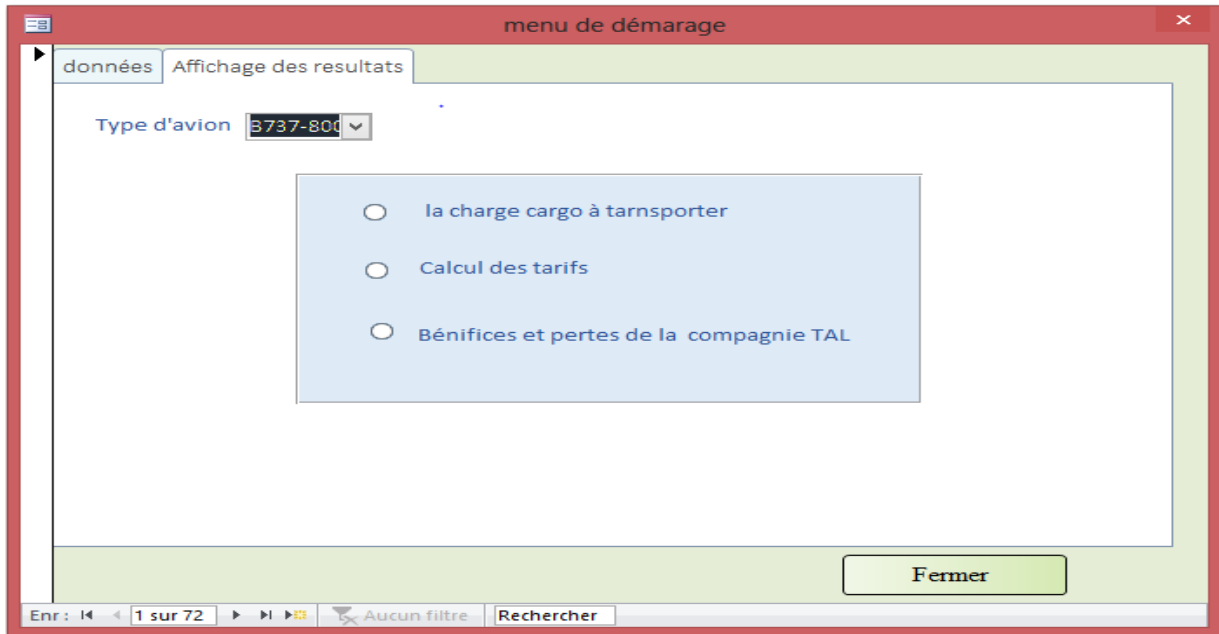 menu de démarage
données Affichage des resultats
Type d'avion B737-800
la charge cargo à tarnsporter
Calcul des tarifs
Bénifices et pertes de la compagnie TAL
Fermer
Enr : 1 sur 72 Aucun filtre Rechercher